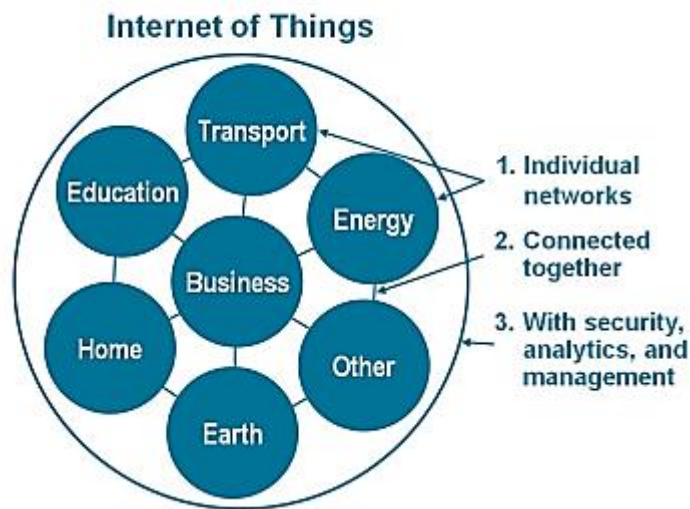 Internet of Things
Transport
Education
Energy
Business
Home
Other
Earth
1. Individual
networks
2. Connected
together
3. With security,
analytics, and
management